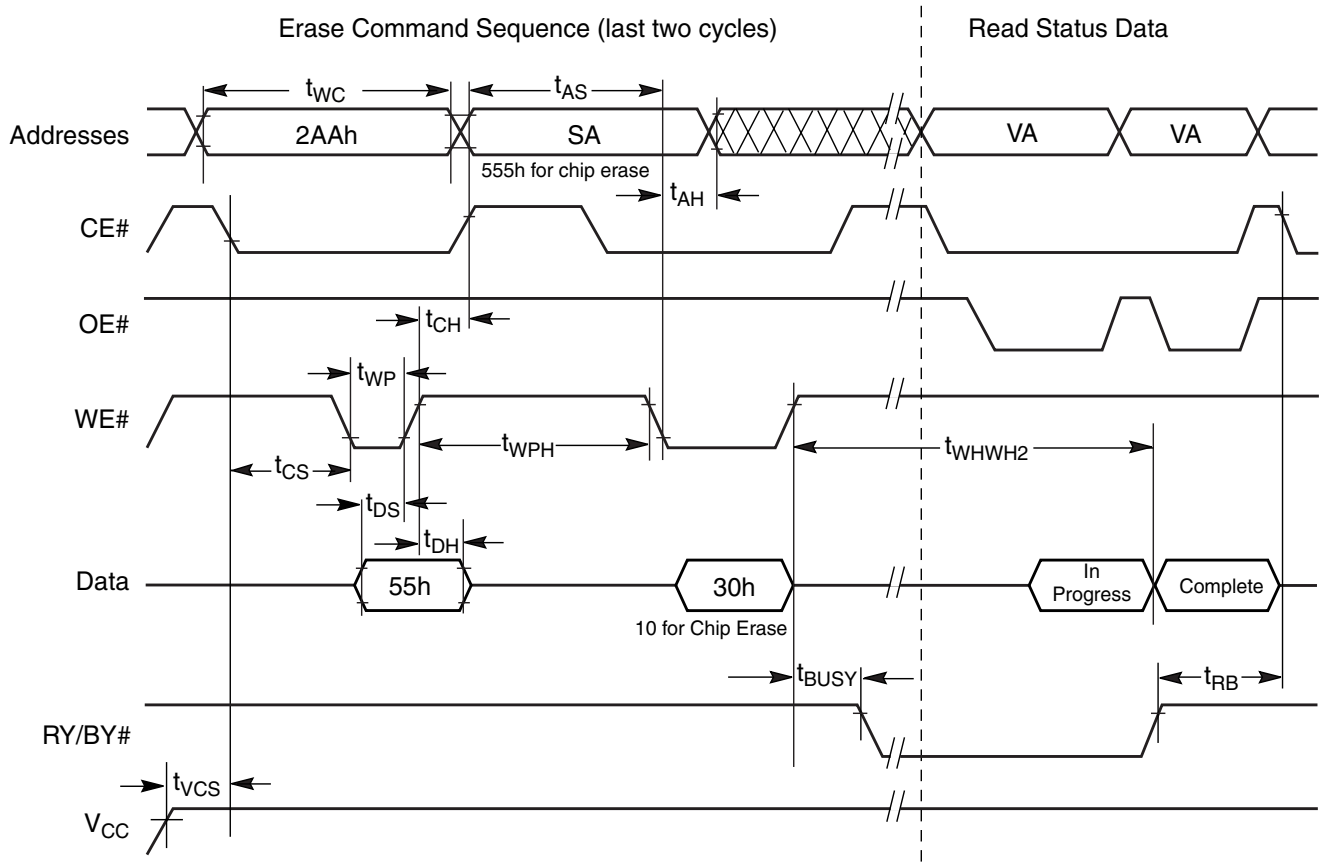 Erase Command Sequence (last two cycles)
Read Status Data
tWC
tAS
Addresses
2AAh
SA
VA
VA
555h for chip erase
tAH
CE#
OE#
tCH
tWP
WE#
tWPH
tWHWH2
tCS
tDS
tDH
Data
55h
30h
In
Progress
Complete
10 for Chip Erase
tBUSY
tRB
RY/BY#
tVCS
VCC